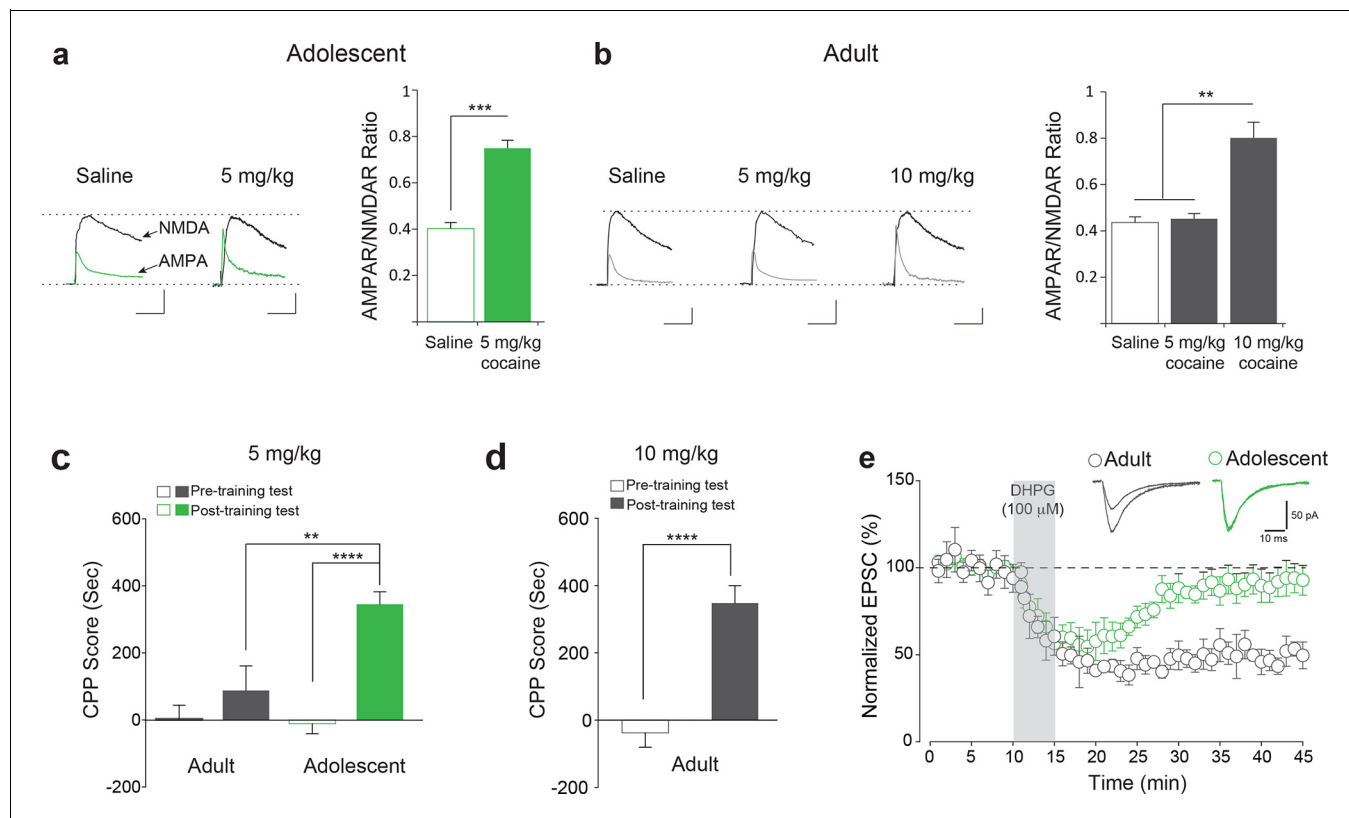 a
Adolescent
Saline
5 mg/kg
NMDA
AMPA
AMPAR/NMDAR Ratio
1
0.8
0.6
0.4
0.2
***
Saline
5 mg/kg
cocaine
b
Adult
Saline
5 mg/kg
10 mg/kg
AMPAR/NMDAR Ratio
1
0.8
0.6
0.4
0.2
**
Saline
5 mg/kg
cocaine
10 mg/kg
cocaine
c
5 mg/kg
Pre-training test
Post-training test
CPP Score (Sec)
600
400
200
0
-200
**
****
Adult
Adolescent
d
10 mg/kg
Pre-training test
Post-training test
CPP Score (Sec)
600
400
200
0
-200
****
Adult
e
Adult
Adolescent
DHPG
(100 μM)
50 pA
10 ms
Normalized EPSC (%)
150
100
50
0
0 5 10 15 20 25 30 35 40 45
Time (min)